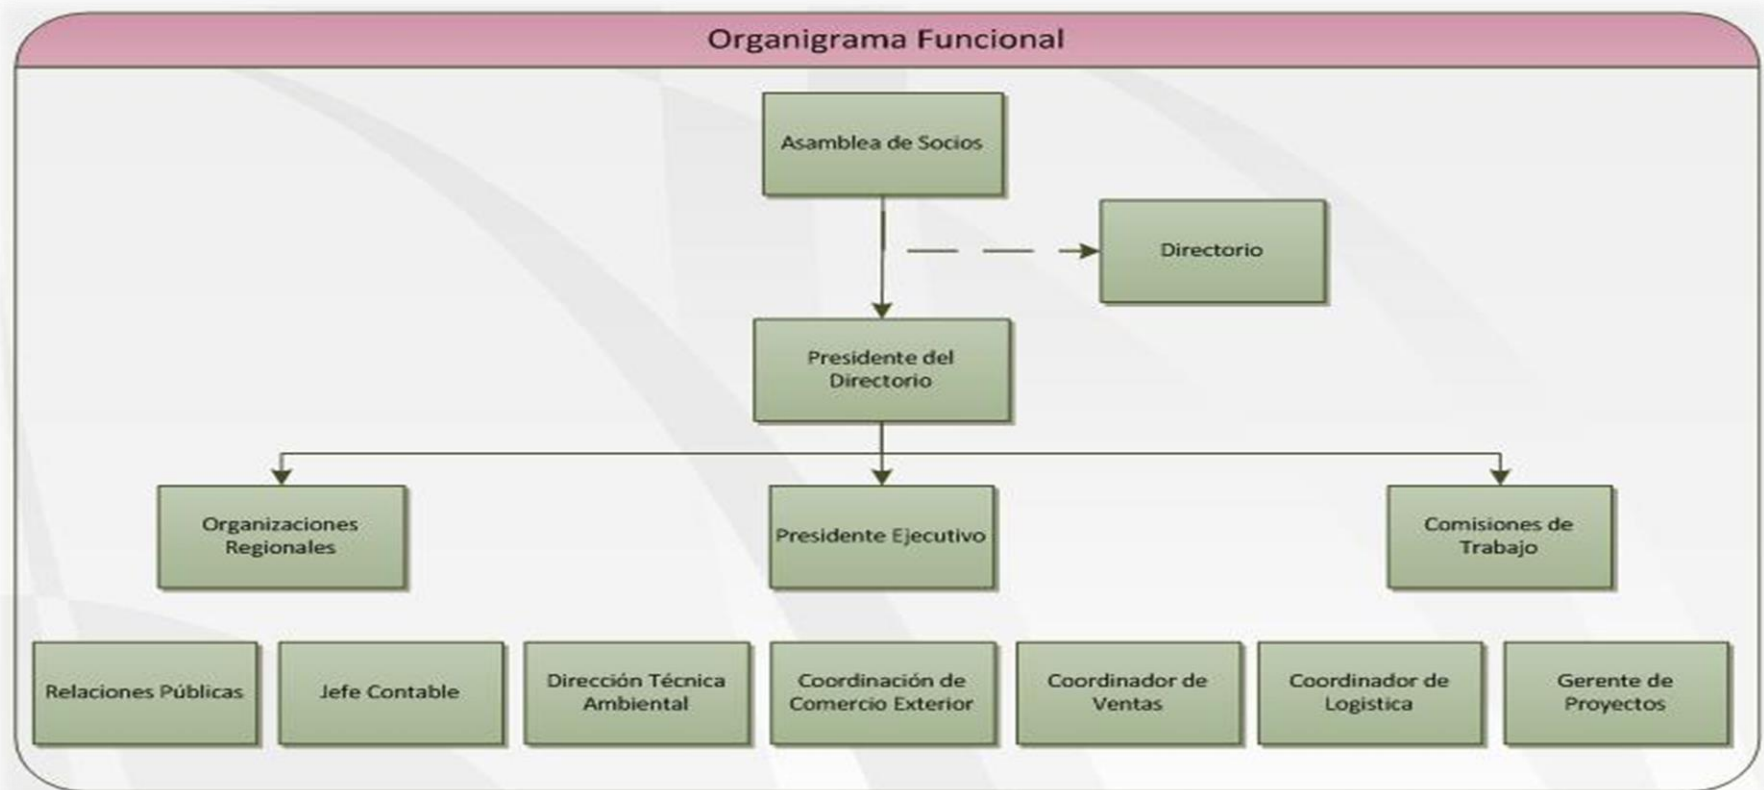 Organigrama Funcional
Asamblea de Socios
Directorio
Presidente del
Directorio
Organizaciones
Regionales
Presidente Ejecutivo
Comisiones de
Trabajo
Relaciones Públicas
Jefe Contable
Dirección Técnica
Ambiental
Coordinación de
Comercio Exterior
Coordinador de
Ventas
Coordinador de
Logistica
Gerente de
Proyectos